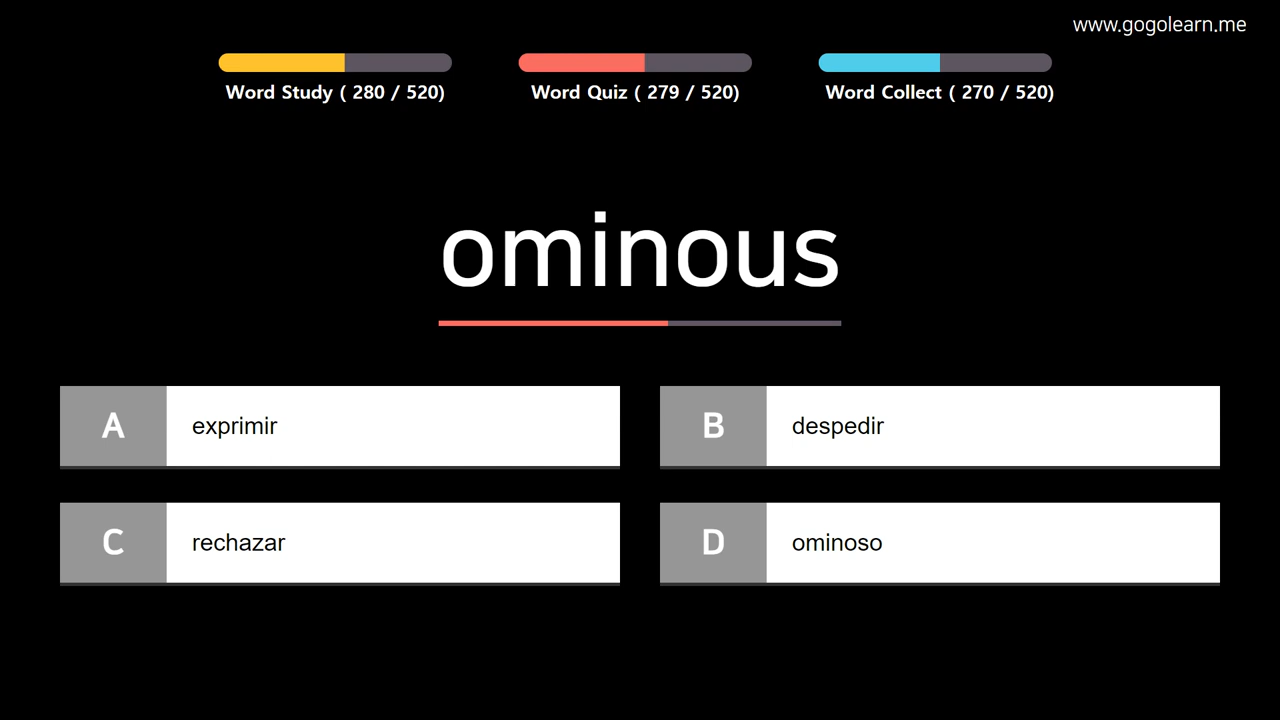 www.gogolearn.me
Word Study ( 280 / 520)
Word Quiz ( 279 / 520)
Word Collect ( 270 / 520)
ominous
A exprimir
B despedir
C rechazar
D ominoso